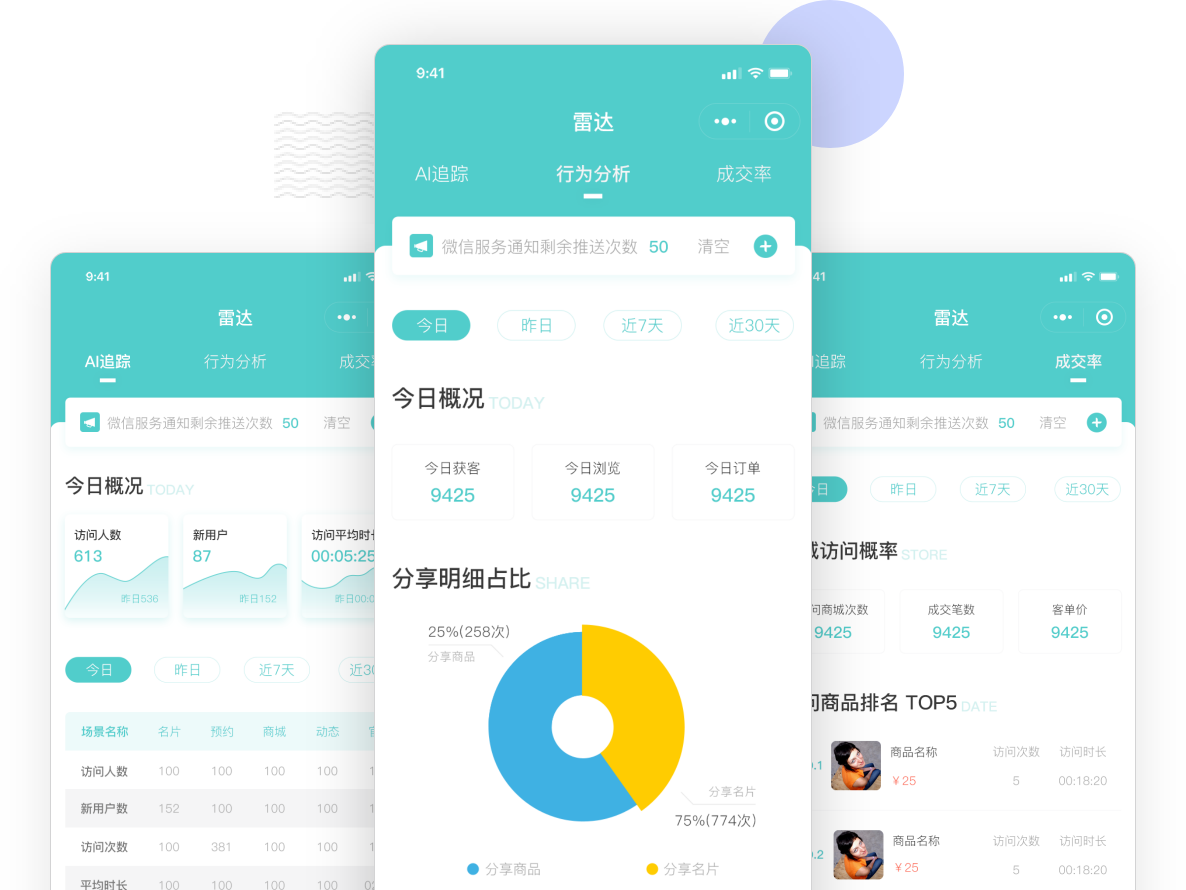 9:41
雷达
AI追踪 行为分析 成交率
微信服务通知剩余推送次数 50 清空
今日 昨日 近7天 近30天
今日概况 TODAY
今日获客 今日浏览 今日订单
9425 9425 9425
分享明细占比 SHARE
25%(258次)
分享商品
分享名片
75%(774次)
分享商品 分享名片
9:41
雷达
AI追踪 行为分析 成交
微信服务通知剩余推送次数 50 清空
今日概况 TODAY
访问人数 新用户 访问平均时长
613 87 00:05:25
昨日536 昨日152 昨日00:0
今日 昨日 近7天 近30
场景名称 名片 预约 商城 动态
访问人数 100 100 100 100
新用户数 152 100 100 100
访问次数 100 381 100 100
平均时长 100 100 100 100
41
雷达
追踪 行为分析 成交率
微信服务通知剩余推送次数 50 清空
日 昨日 近7天 近30天
访问概率 STORE
问商城次数 成交笔数 客单价
9425 9425 9425
问商品排名 TOP5 DATE
.1 商品名称 访问次数 访问时长
¥25 5 00:18:20
.2 商品名称 访问次数 访问时长
¥25 5 00:18:20